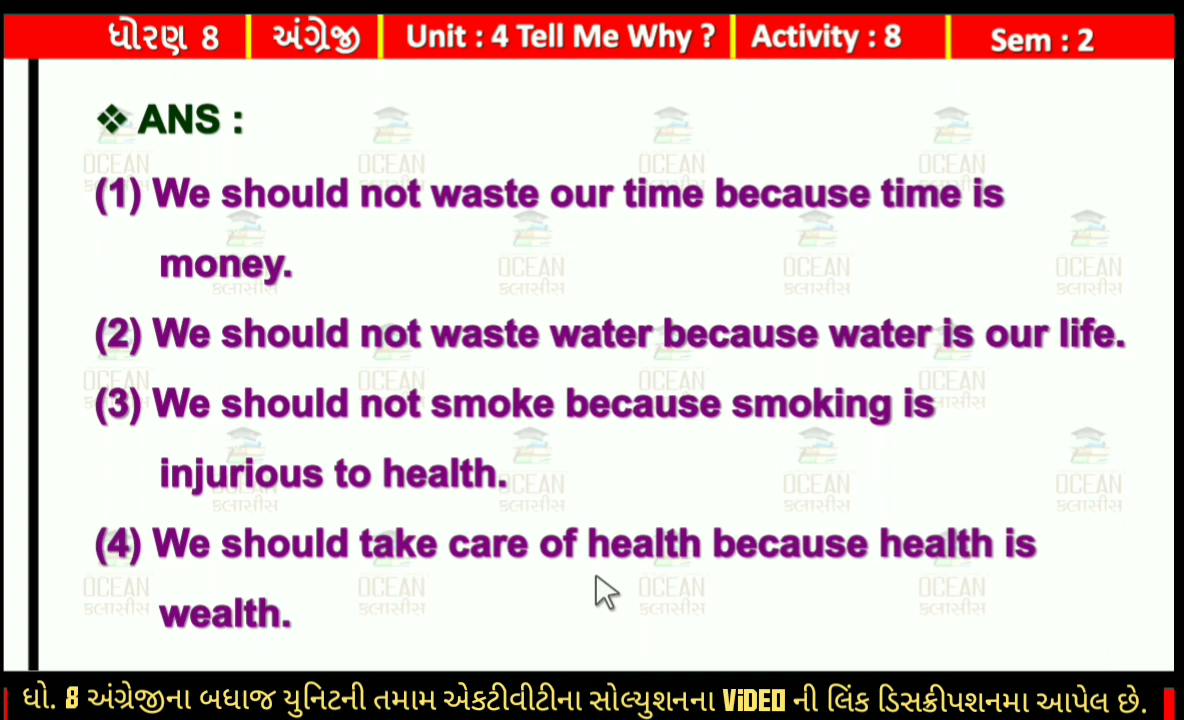 ધોરણ 8 અંગ્રેજી Unit : 4 Tell Me Why ? Activity : 8 Sem : 2
❖ ANS :
(1) We should not waste our time because time is
money.
(2) We should not waste water because water is our life.
(3) We should not smoke because smoking is
injurious to health.
(4) We should take care of health because health is
wealth.
OCEAN
ક્લાસીસ
ધો. 8 અંગ્રેજીના બધાજ યુનિટની તમામ એકટીવીટીના સોલ્યુશનના ViDEO ની લિંક ડિસક્રીપશનમા આપેલ છે.